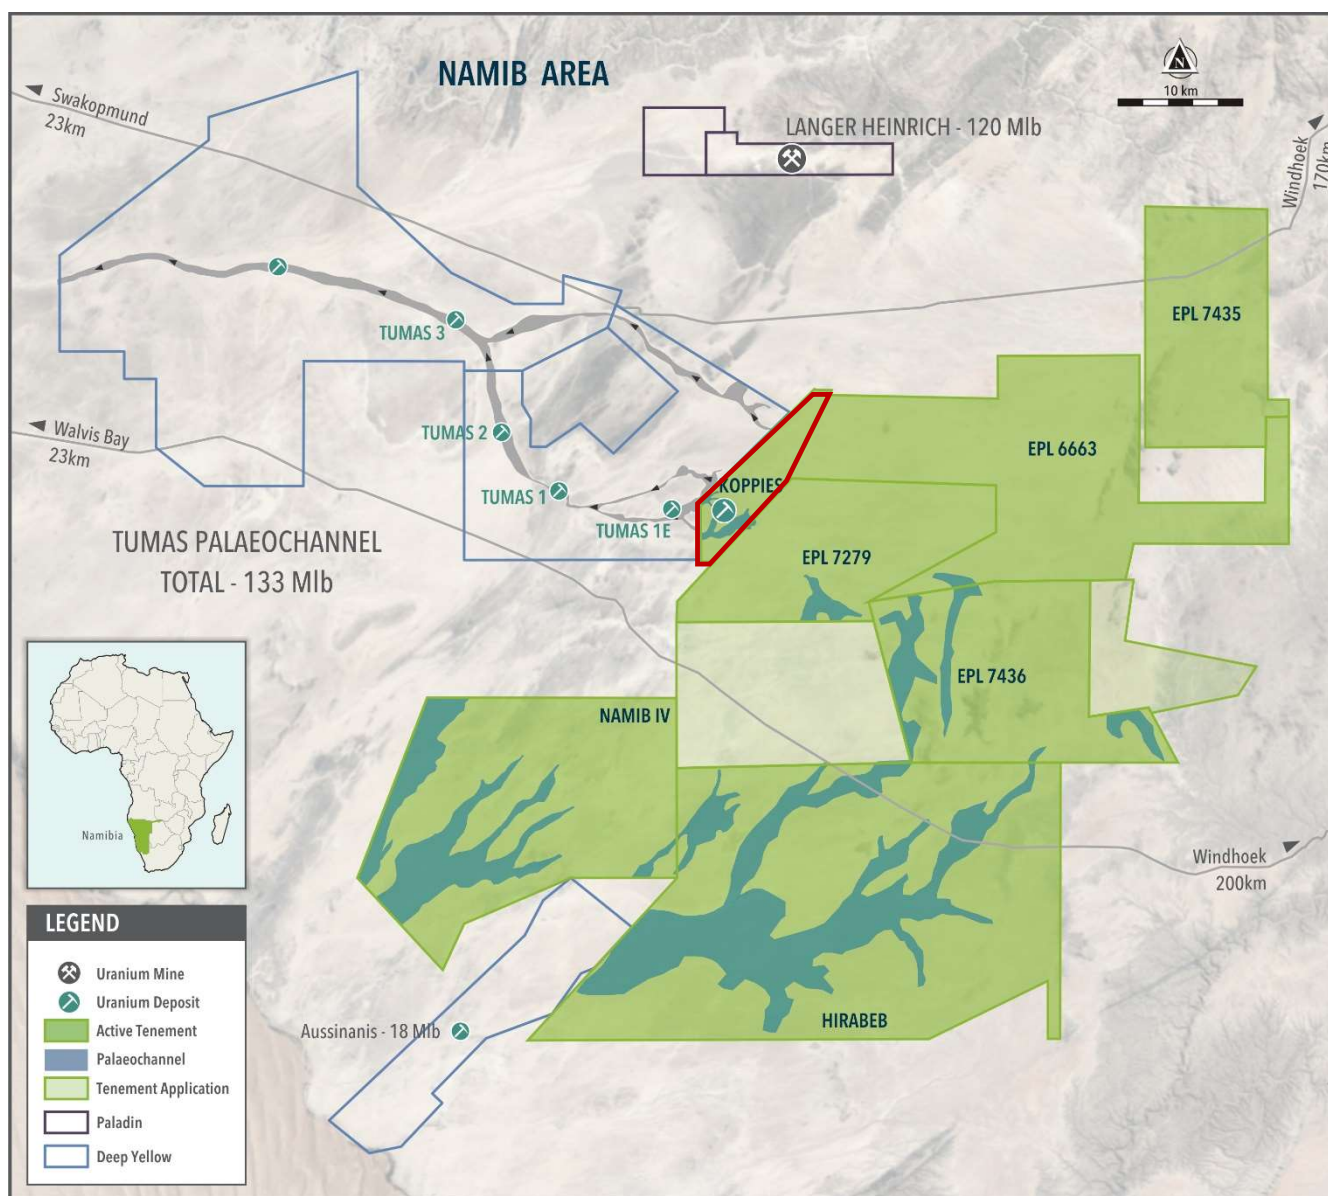 NAMIB AREA
N
10 km
Swakopmund
23km
LANGER HEINRICH - 120 Mlb
Windhoek
170km
EPL 7435
TUMAS 3
EPL 6663
TUMAS 2
Walvis Bay
23km
TUMAS 1
KOPPIES
TUMAS 1E
TUMAS PALAEOCHANNEL
TOTAL - 133 Mlb
EPL 7279
EPL 7436
NAMIB IV
Namibia
Windhoek
200km
HIRABEB
Aussinanis - 18 Mlb
LEGEND
Uranium Mine
Uranium Deposit
Active Tenement
Palaeochannel
Tenement Application
Paladin
Deep Yellow